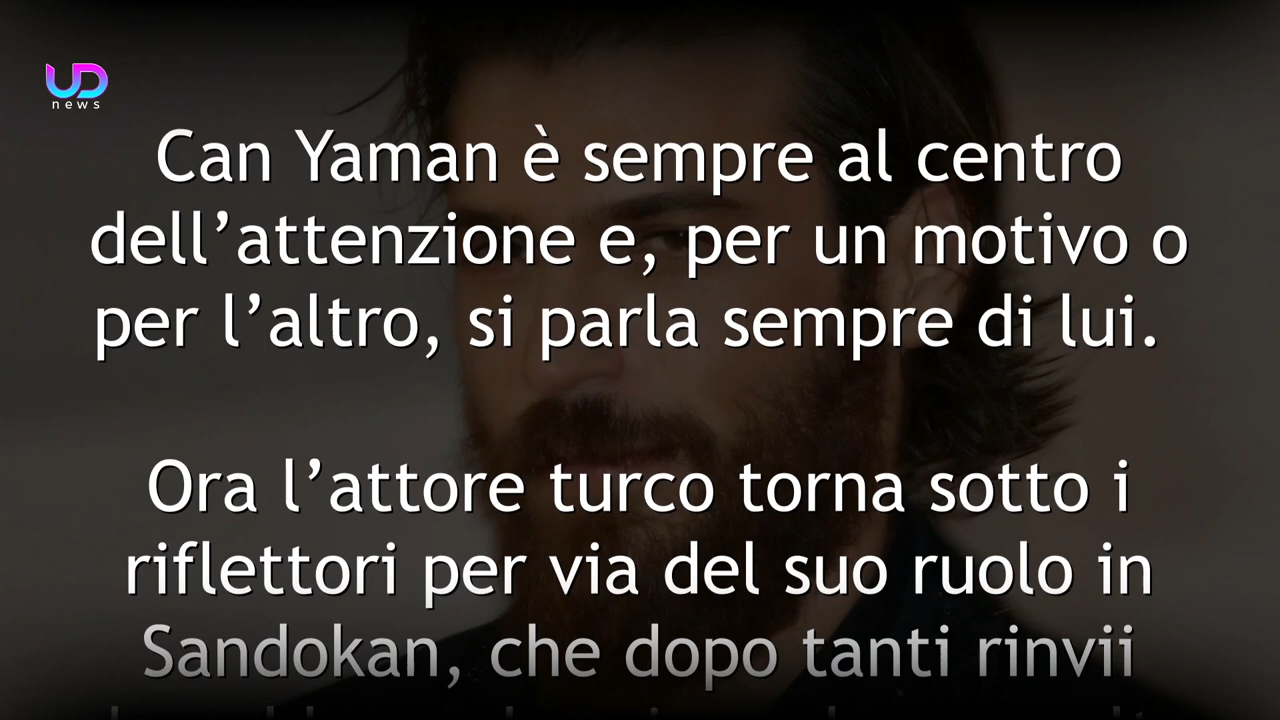 UD
news
Can Yaman è sempre al centro
dell’attenzione e, per un motivo o
per l’altro, si parla sempre di lui.
Ora l’attore turco torna sotto i
riflettori per via del suo ruolo in
Sandokan, che dopo tanti rinvii